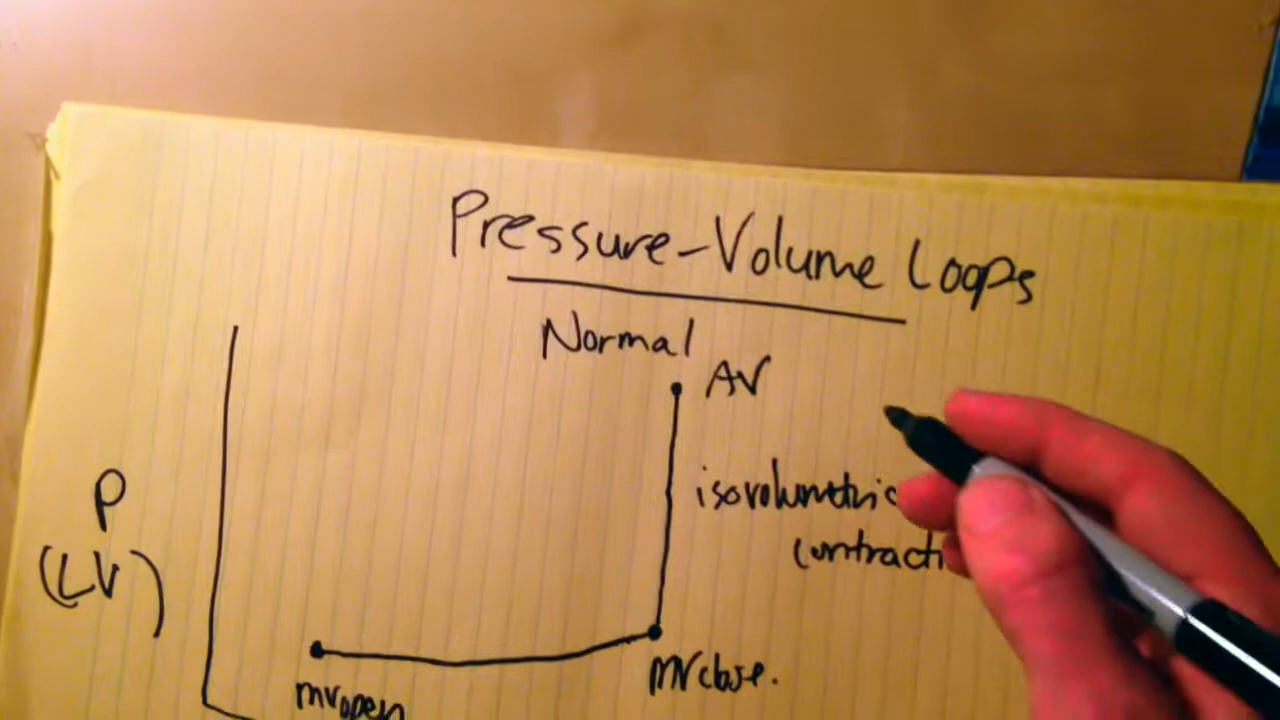 Pressure-Volume Loops
Normal
AV
P
(LV)
isovolumetric
contracti
MV close.
mv open